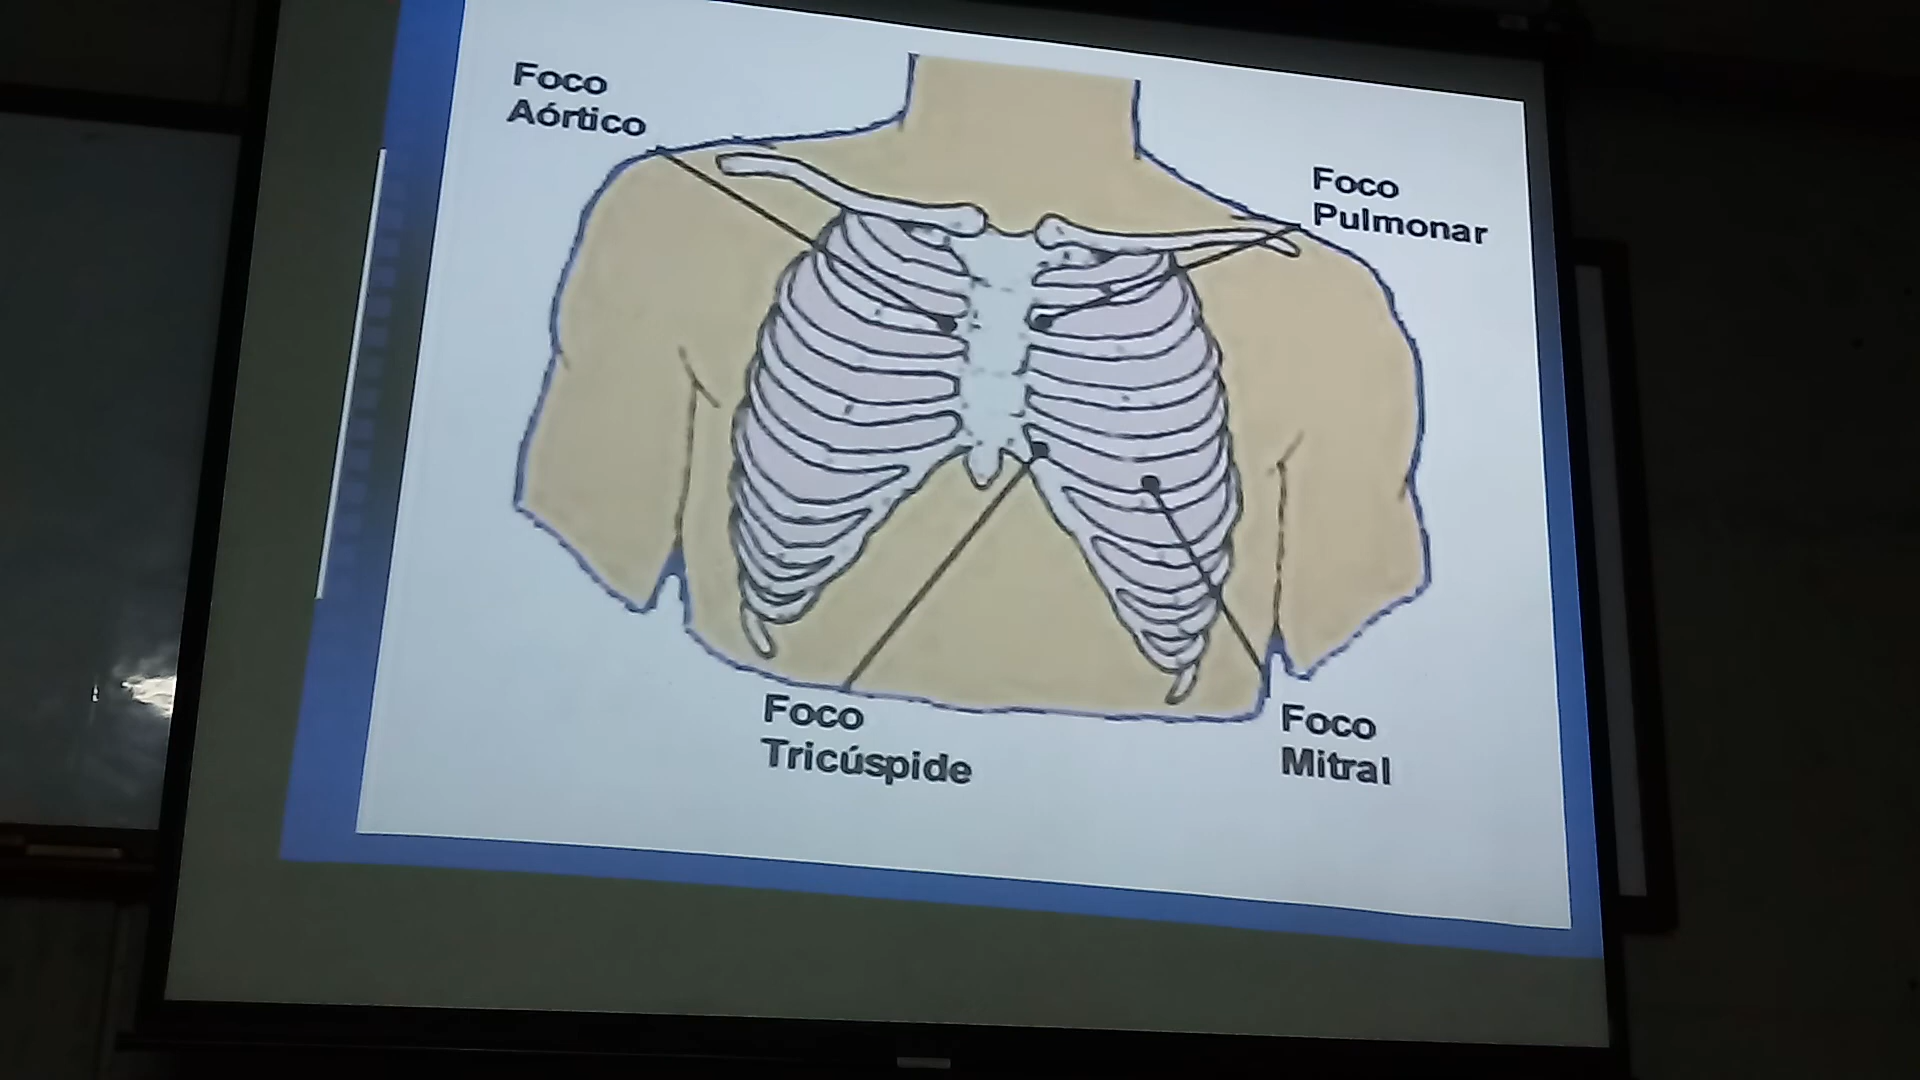 Foco
Aórtico
Foco
Pulmonar
Foco
Tricúspide
Foco
Mitral